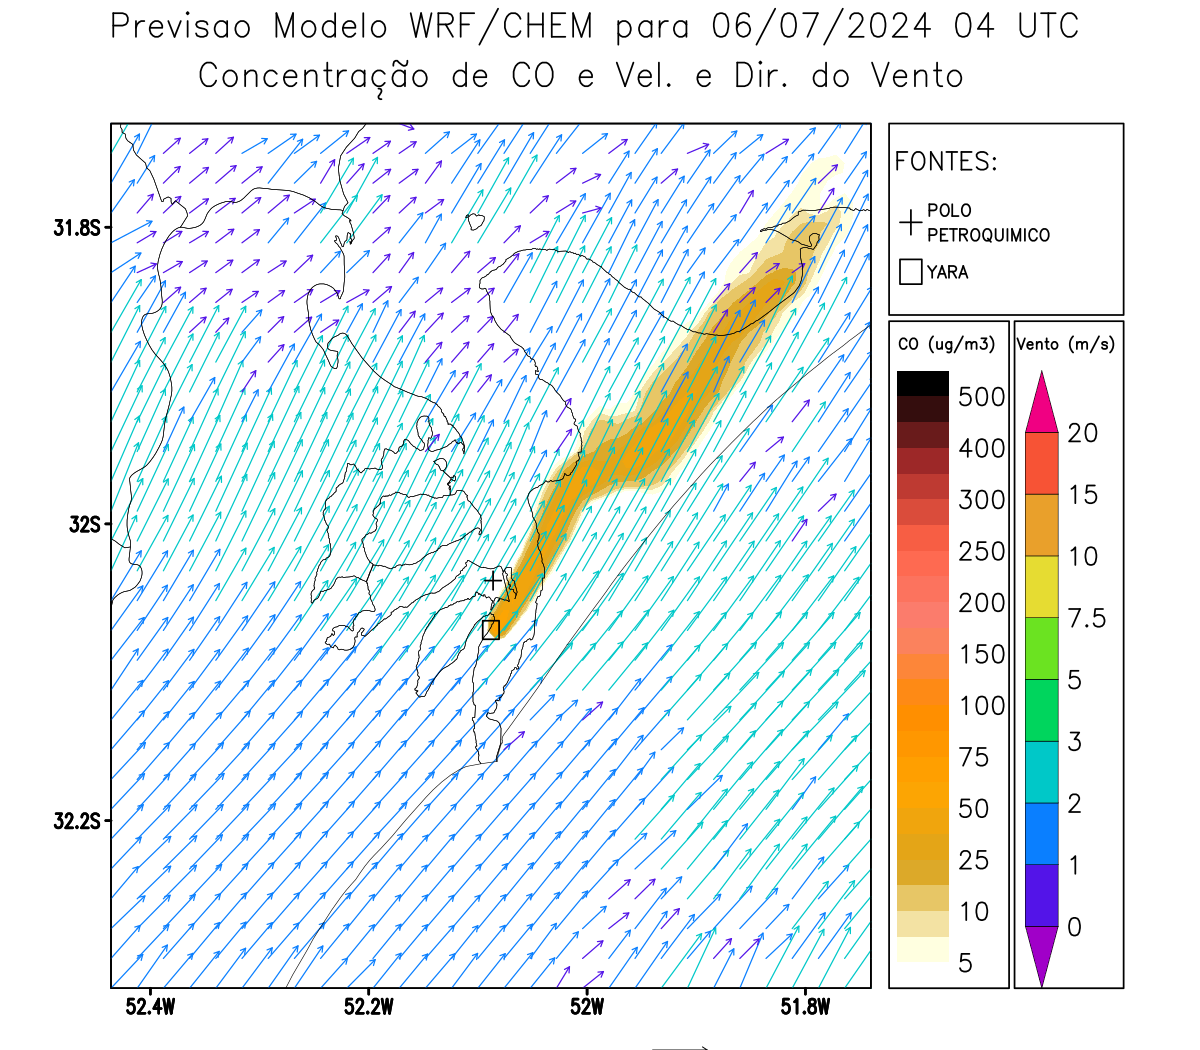 Previsao Modelo WRF/CHEM para 06/07/2024 04 UTC
Concentração de CO e Vel. e Dir. do Vento
FONTES:
POLO
PETROQUIMICO
YARA
CO (ug/m3)
500
400
300
250
200
150
100
75
50
25
10
5
Vento (m/s)
20
15
10
7.5
5
3
2
1
0
31.8S
32S
32.2S
52.4W
52.2W
52W
51.8W